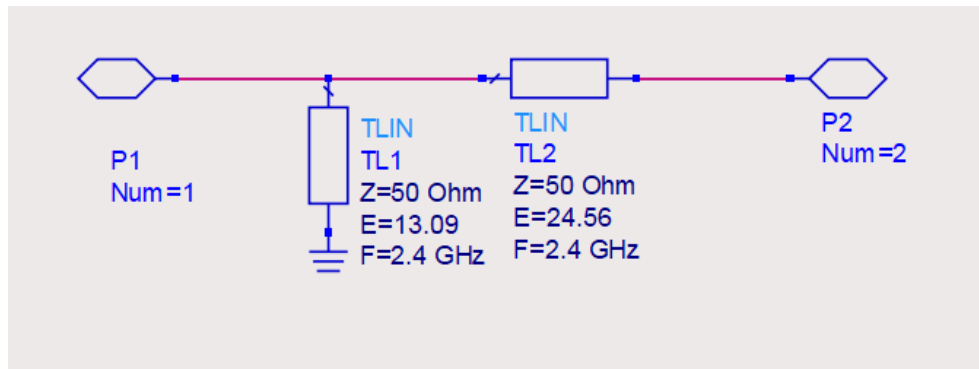 P1
Num=1
TLIN
TL1
Z=50 Ohm
E=13.09
F=2.4 GHz
TLIN
TL2
Z=50 Ohm
E=24.56
F=2.4 GHz
P2
Num=2